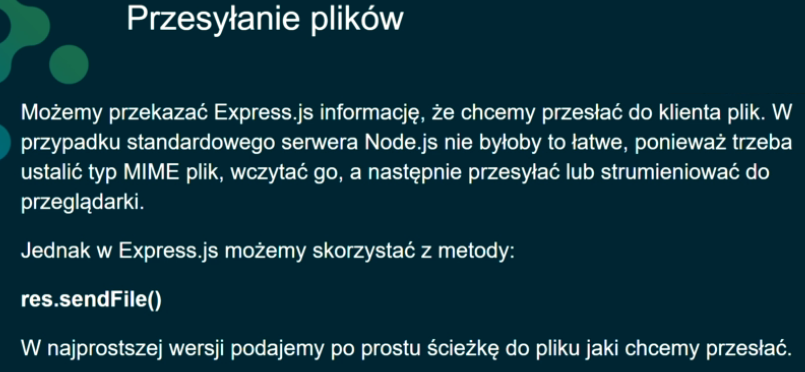 Przesyłanie plików
Możemy przekazać Express.js informację, że chcemy przesłać do klienta plik. W
przypadku standardowego serwera Node.js nie byłoby to łatwe, ponieważ trzeba
ustalić typ MIME plik, wczytać go, a następnie przesyłać lub strumieniować do
przeglądarki.
Jednak w Express.js możemy skorzystać z metody:
res.sendFile()
W najprostszej wersji podajemy po prostu ścieżkę do pliku jaki chcemy przesłać.